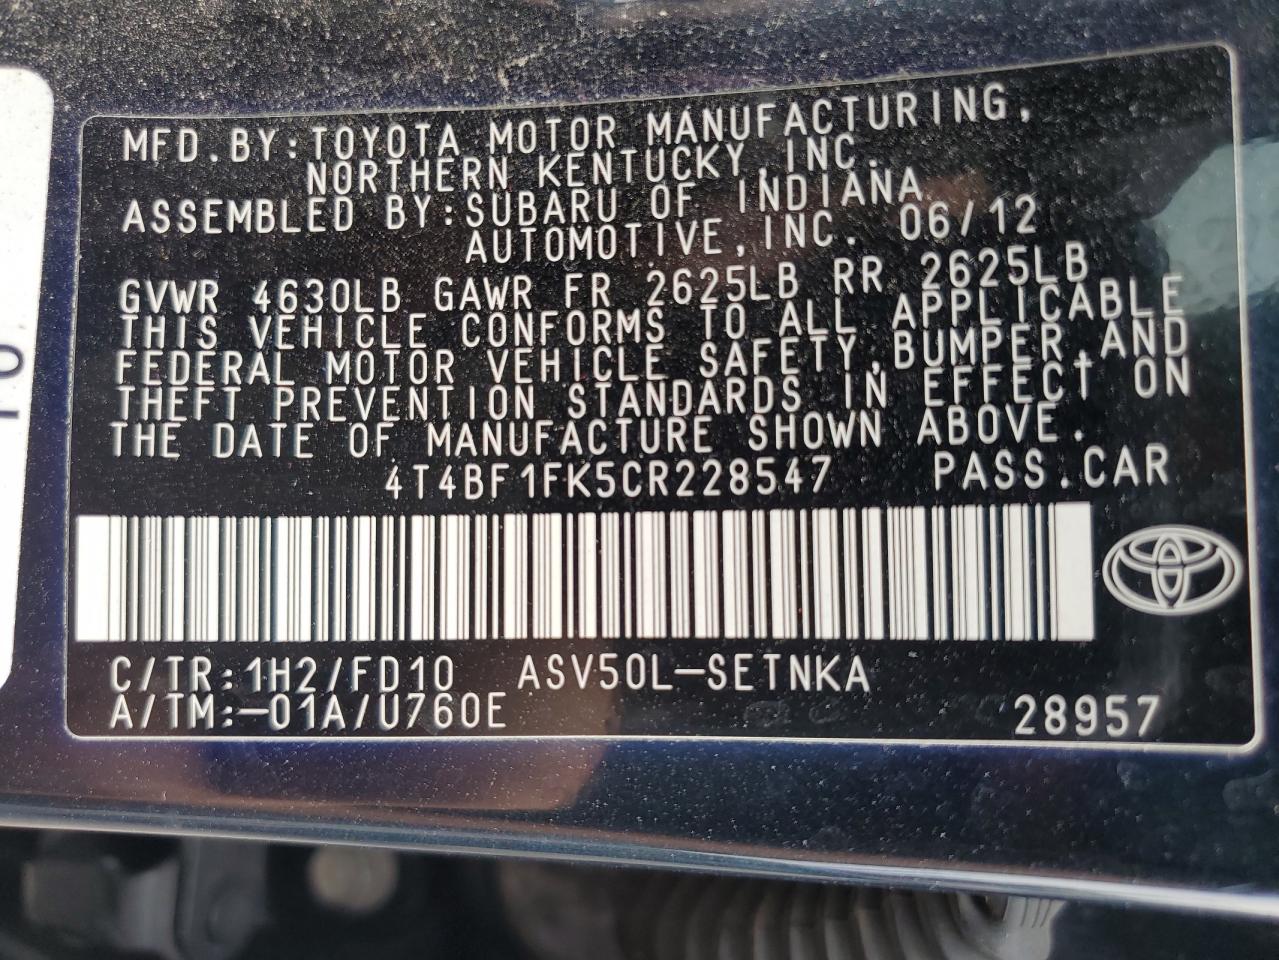 MFD.BY:TOYOTA MOTOR MANUFACTURING,
NORTHERN KENTUCKY,INC.
ASSEMBLED BY:SUBARU OF INDIANA
AUTOMOTIVE,INC. 06/12
GVWR 4630LB GAWR FR 2625LB RR 2625LB
THIS VEHICLE CONFORMS TO ALL APPLICABLE
FEDERAL MOTOR VEHICLE SAFETY,BUMPER,AND
THEFT PREVENTION STANDARDS IN EFFECT ON
THE DATE OF MANUFACTURE SHOWN ABOVE.
4T4BF1FK5CR228547 PASS.CAR
C/TR:1H2/FD10 ASV50L-SETNKA
A/TM:-01A/U760E 28957